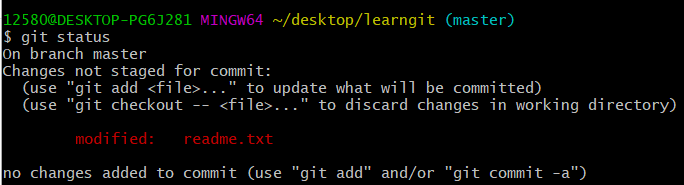 12580@DESKTOP-PG6J281 MINGW64 ~/desktop/learngit (master)
$ git status
On branch master
Changes not staged for commit:
  (use "git add <file>..." to update what will be committed)
  (use "git checkout -- <file>..." to discard changes in working directory)
        modified:   readme.txt
no changes added to commit (use "git add" and/or "git commit -a")